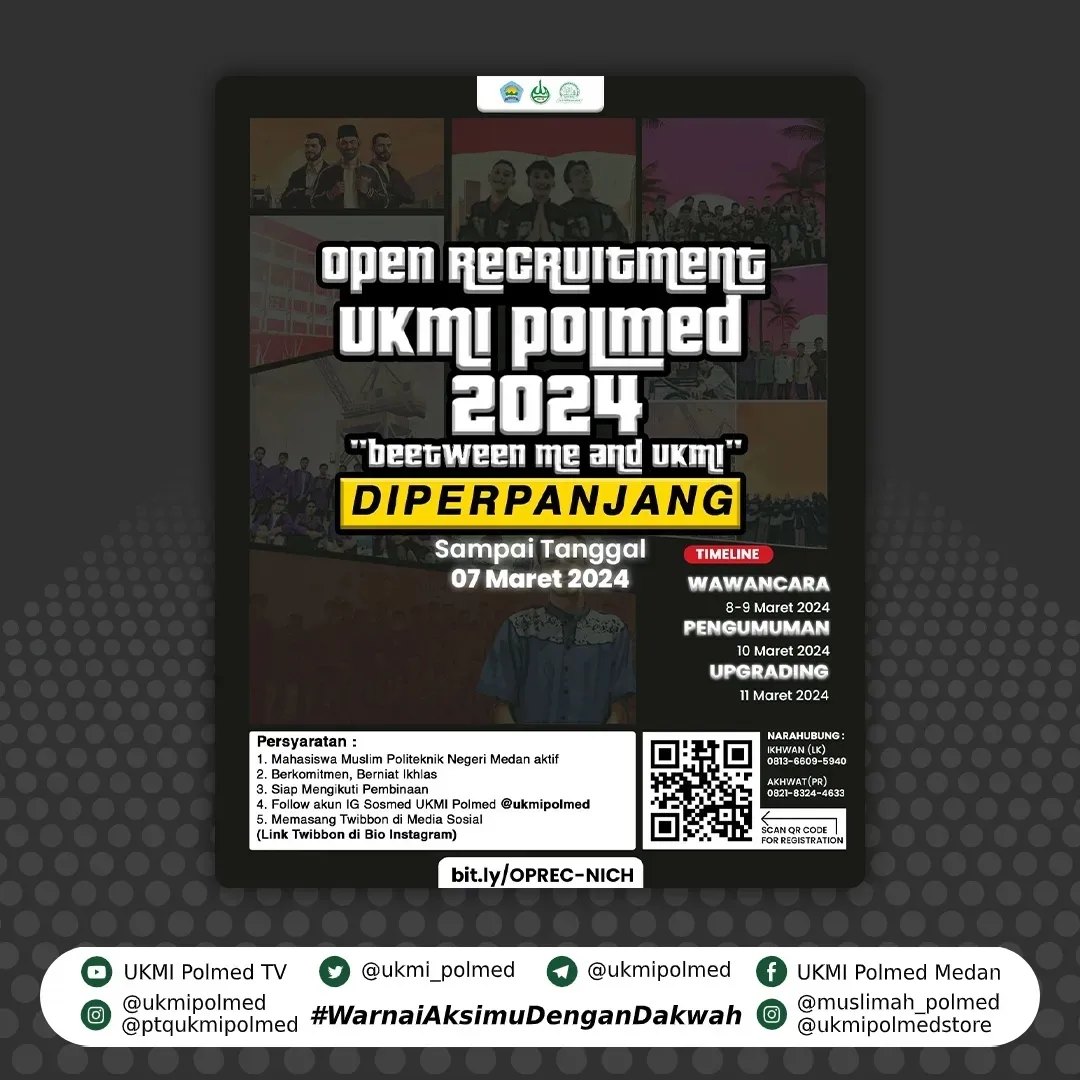 OPEN RECRUITMENT
UKMI POLMED
2024
"BEETWEEN ME AND UKMI"
DIPERPANJANG
Sampai Tanggal
07 Maret 2024
TIMELINE
WAWANCARA
8-9 Maret 2024
PENGUMUMAN
10 Maret 2024
UPGRADING
11 Maret 2024
Persyaratan :
1. Mahasiswa Muslim Politeknik Negeri Medan aktif
2. Berkomitmen, Berniat Ikhlas
3. Siap Mengikuti Pembinaan
4. Follow akun IG Sosmed UKMI Polmed @ukmipolmed
5. Memasang Twibbon di Media Sosial
(Link Twibbon di Bio Instagram)
NARAHUBUNG :
IKHWAN (LK)
0813-6609-5940
AKHWAT(PR)
0821-8324-4633
SCAN QR CODE
FOR REGISTRATION
bit.ly/OPREC-NICH
UKMI Polmed TV
@ukmi_polmed
@ukmipolmed
UKMI Polmed Medan
@ukmipolmed
@ptqukmipolmed
#WarnaiAksimuDenganDakwah
@muslimah_polmed
@ukmipolmedstore